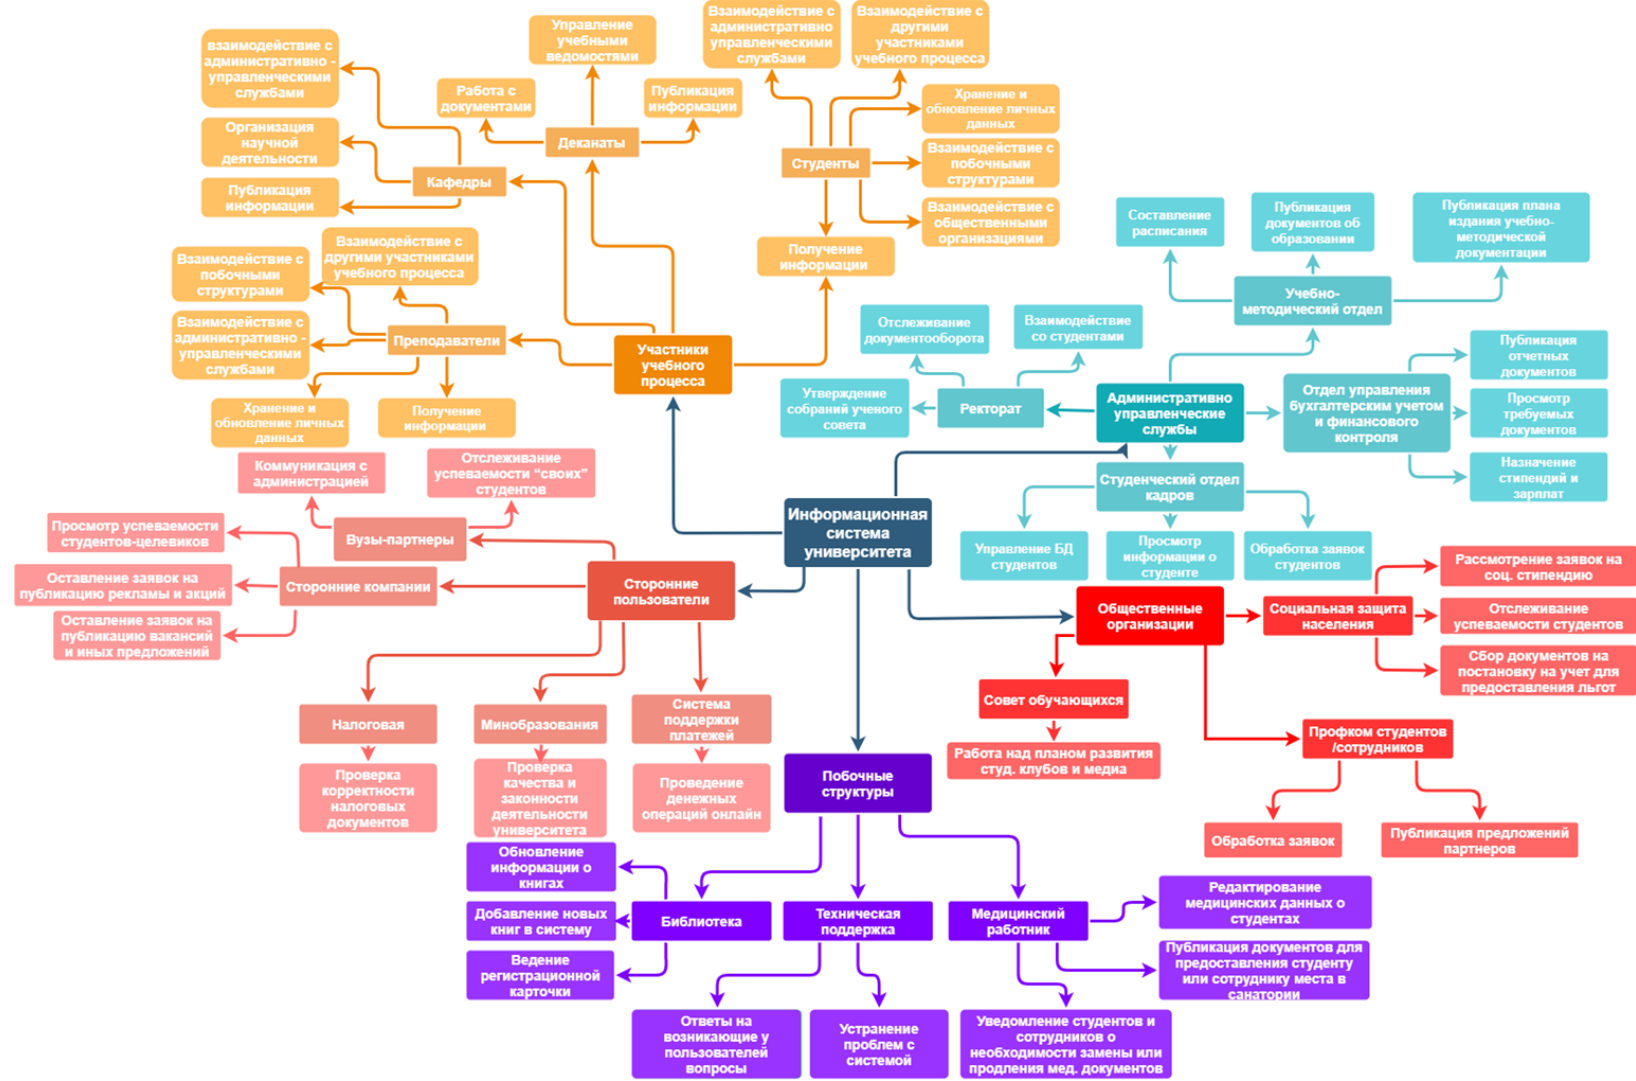 взаимодействие с
административно -
управленческими
службами
Организация
научной
деятельности
Публикация
информации
Кафедры
Управление
учебными
ведомостями
Работа с
документами
Публикация
информации
Деканаты
Взаимодействие с
административно
управленческими
службами
Взаимодействие с
другими
участниками
учебного процесса
Хранение и
обновление личных
данных
Взаимодействие с
побочными
структурами
Взаимодействие с
общественными
организациями
Студенты
Получение
информации
Взаимодействие с
побочными
структурами
Взаимодействие с
другими участниками
учебного процесса
Взаимодействие с
административно -
управленческими
службами
Преподаватели
Хранение и
обновление личных
данных
Получение
информации
Участники
учебного
процесса
Составление
расписания
Публикация
документов об
образовании
Публикация плана
издания учебно-
методической
документации
Учебно-
методический отдел
Отслеживание
документооборота
Взаимодействие
со студентами
Утверждение
собраний ученого
совета
Ректорат
Административно
управленческие
службы
Отдел управления
бухгалтерским учетом
и финансового
контроля
Публикация
отчетных
документов
Просмотр
требуемых
документов
Назначение
стипендий и
зарплат
Студенческий отдел
кадров
Управление БД
студентов
Просмотр
информации о
студенте
Обработка заявок
студентов
Информационная
система
университета
Коммуникация с
администрацией
Отслеживание
успеваемости “своих”
студентов
Вузы-партнеры
Просмотр успеваемости
студентов-целевиков
Оставление заявок на
публикацию рекламы и акций
Оставление заявок на
публикацию вакансий
и иных предложений
Сторонние компании
Сторонние
пользователи
Налоговая
Минобразования
Система
поддержки
платежей
Проверка
корректности
налоговых
документов
Проверка
качества и
законности
деятельности
университета
Проведение
денежных
операций онлайн
Общественные
организации
Социальная защита
населения
Рассмотрение заявок на
соц. стипендию
Отслеживание
успеваемости студентов
Сбор документов на
постановку на учет для
предоставления льгот
Совет обучающихся
Работа над планом развития
студ. клубов и медиа
Профком студентов
/сотрудников
Обработка заявок
Публикация предложений
партнеров
Побочные
структуры
Обновление
информации о
книгах
Добавление новых
книг в систему
Ведение
регистрационной
карточки
Библиотека
Техническая
поддержка
Медицинский
работник
Редактирование
медицинских данных о
студентах
Публикация документов для
предоставления студенту
или сотруднику места в
санатории
Ответы на
возникающие у
пользователей
вопросы
Устранение
проблем с
системой
Уведомление студентов и
сотрудников о
необходимости замены или
продления мед. документов